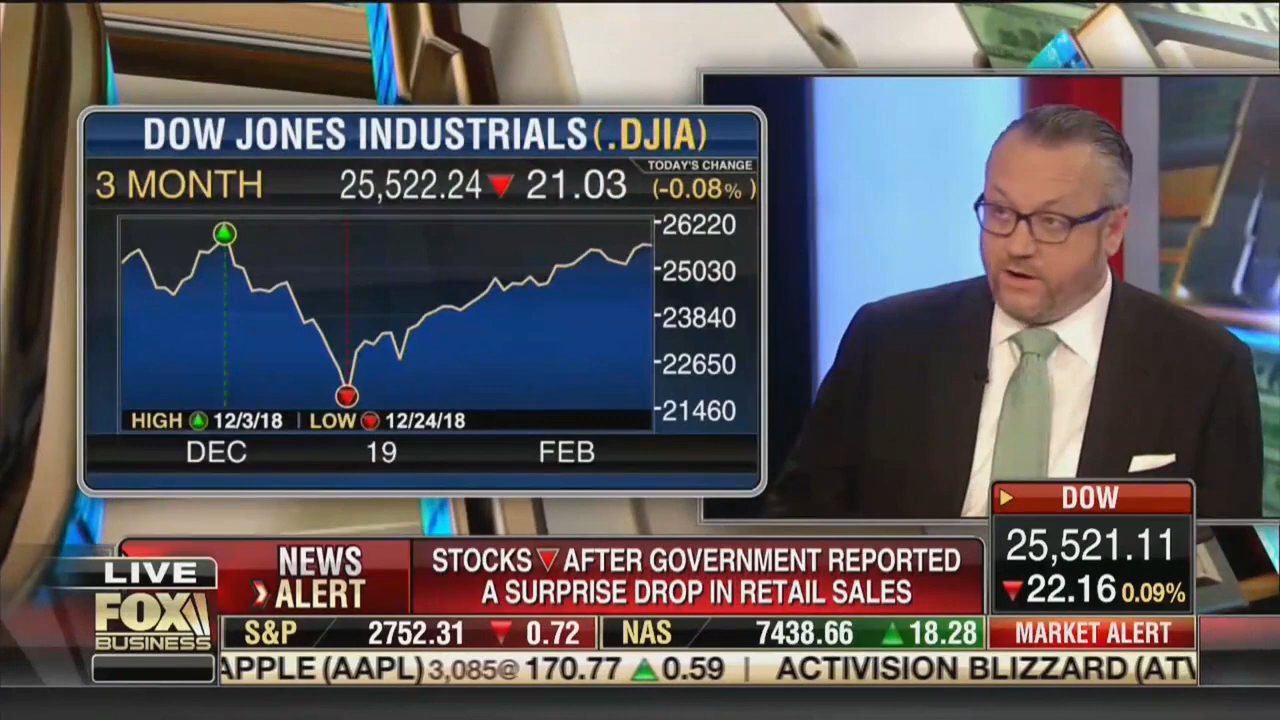 DOW JONES INDUSTRIALS(.DJIA)
TODAY'S CHANGE
3 MONTH 25,522.24 21.03 (-0.08%)
26220
25030
23840
22650
21460
HIGH 12/3/18 | LOW 12/24/18
DEC 19 FEB
DOW
25,521.11
22.16 0.09%
MARKET ALERT
LIVE
FOX
BUSINESS
NEWS
ALERT
STOCKS AFTER GOVERNMENT REPORTED
A SURPRISE DROP IN RETAIL SALES
S&P 2752.31 0.72 NAS 7438.66 18.28
APPLE (AAPL) 3,085@ 170.77 0.59 | ACTIVISION BLIZZARD (ATV